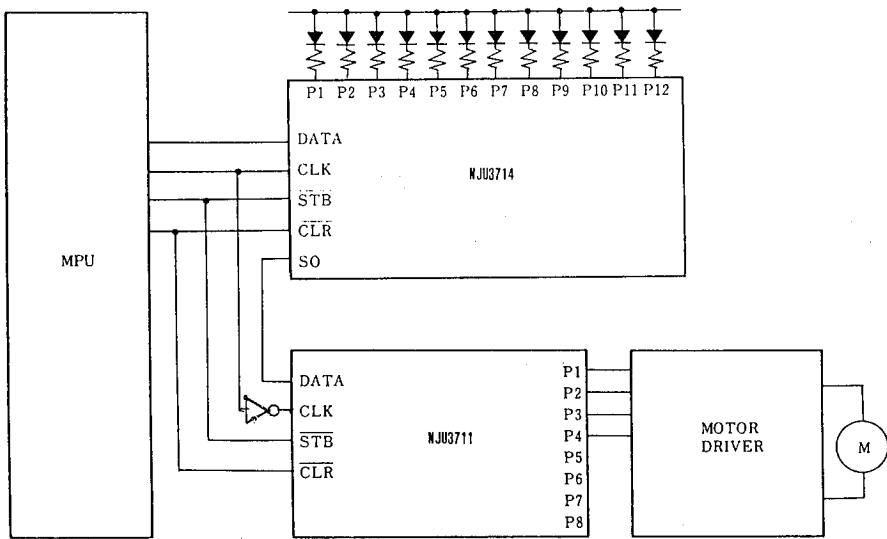 P1 P2 P3 P4 P5 P6 P7 P8 P9 P10 P11 P12
DATA
CLK
NJU3714
STB
CLR
MPU
SO
DATA
CLK
NJU3711
STB
CLR
P1
P2
P3
P4
P5
P6
P7
P8
MOTOR
DRIVER
M